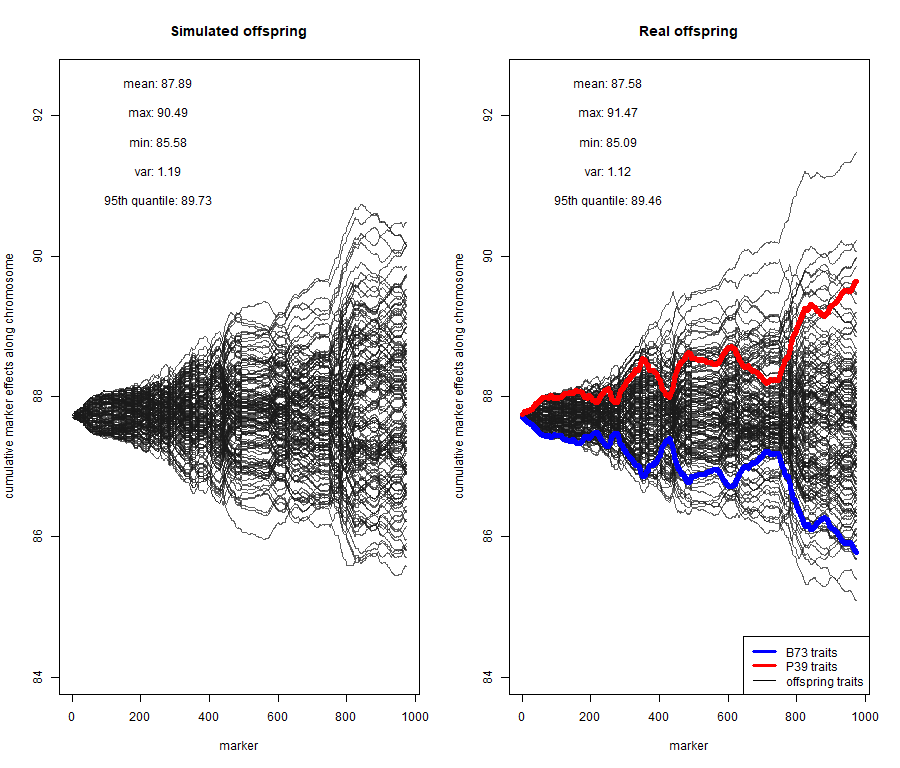 Simulated offspring
mean: 87.89
max: 90.49
min: 85.58
var: 1.19
95th quantile: 89.73
cumulative marker effects along chromosome
84
86
88
90
92
0
200
400
600
800
1000
marker
Real offspring
mean: 87.58
max: 91.47
min: 85.09
var: 1.12
95th quantile: 89.46
cumulative marker effects along chromosome
84
86
88
90
92
B73 traits
P39 traits
offspring traits
0
200
400
600
800
1000
marker